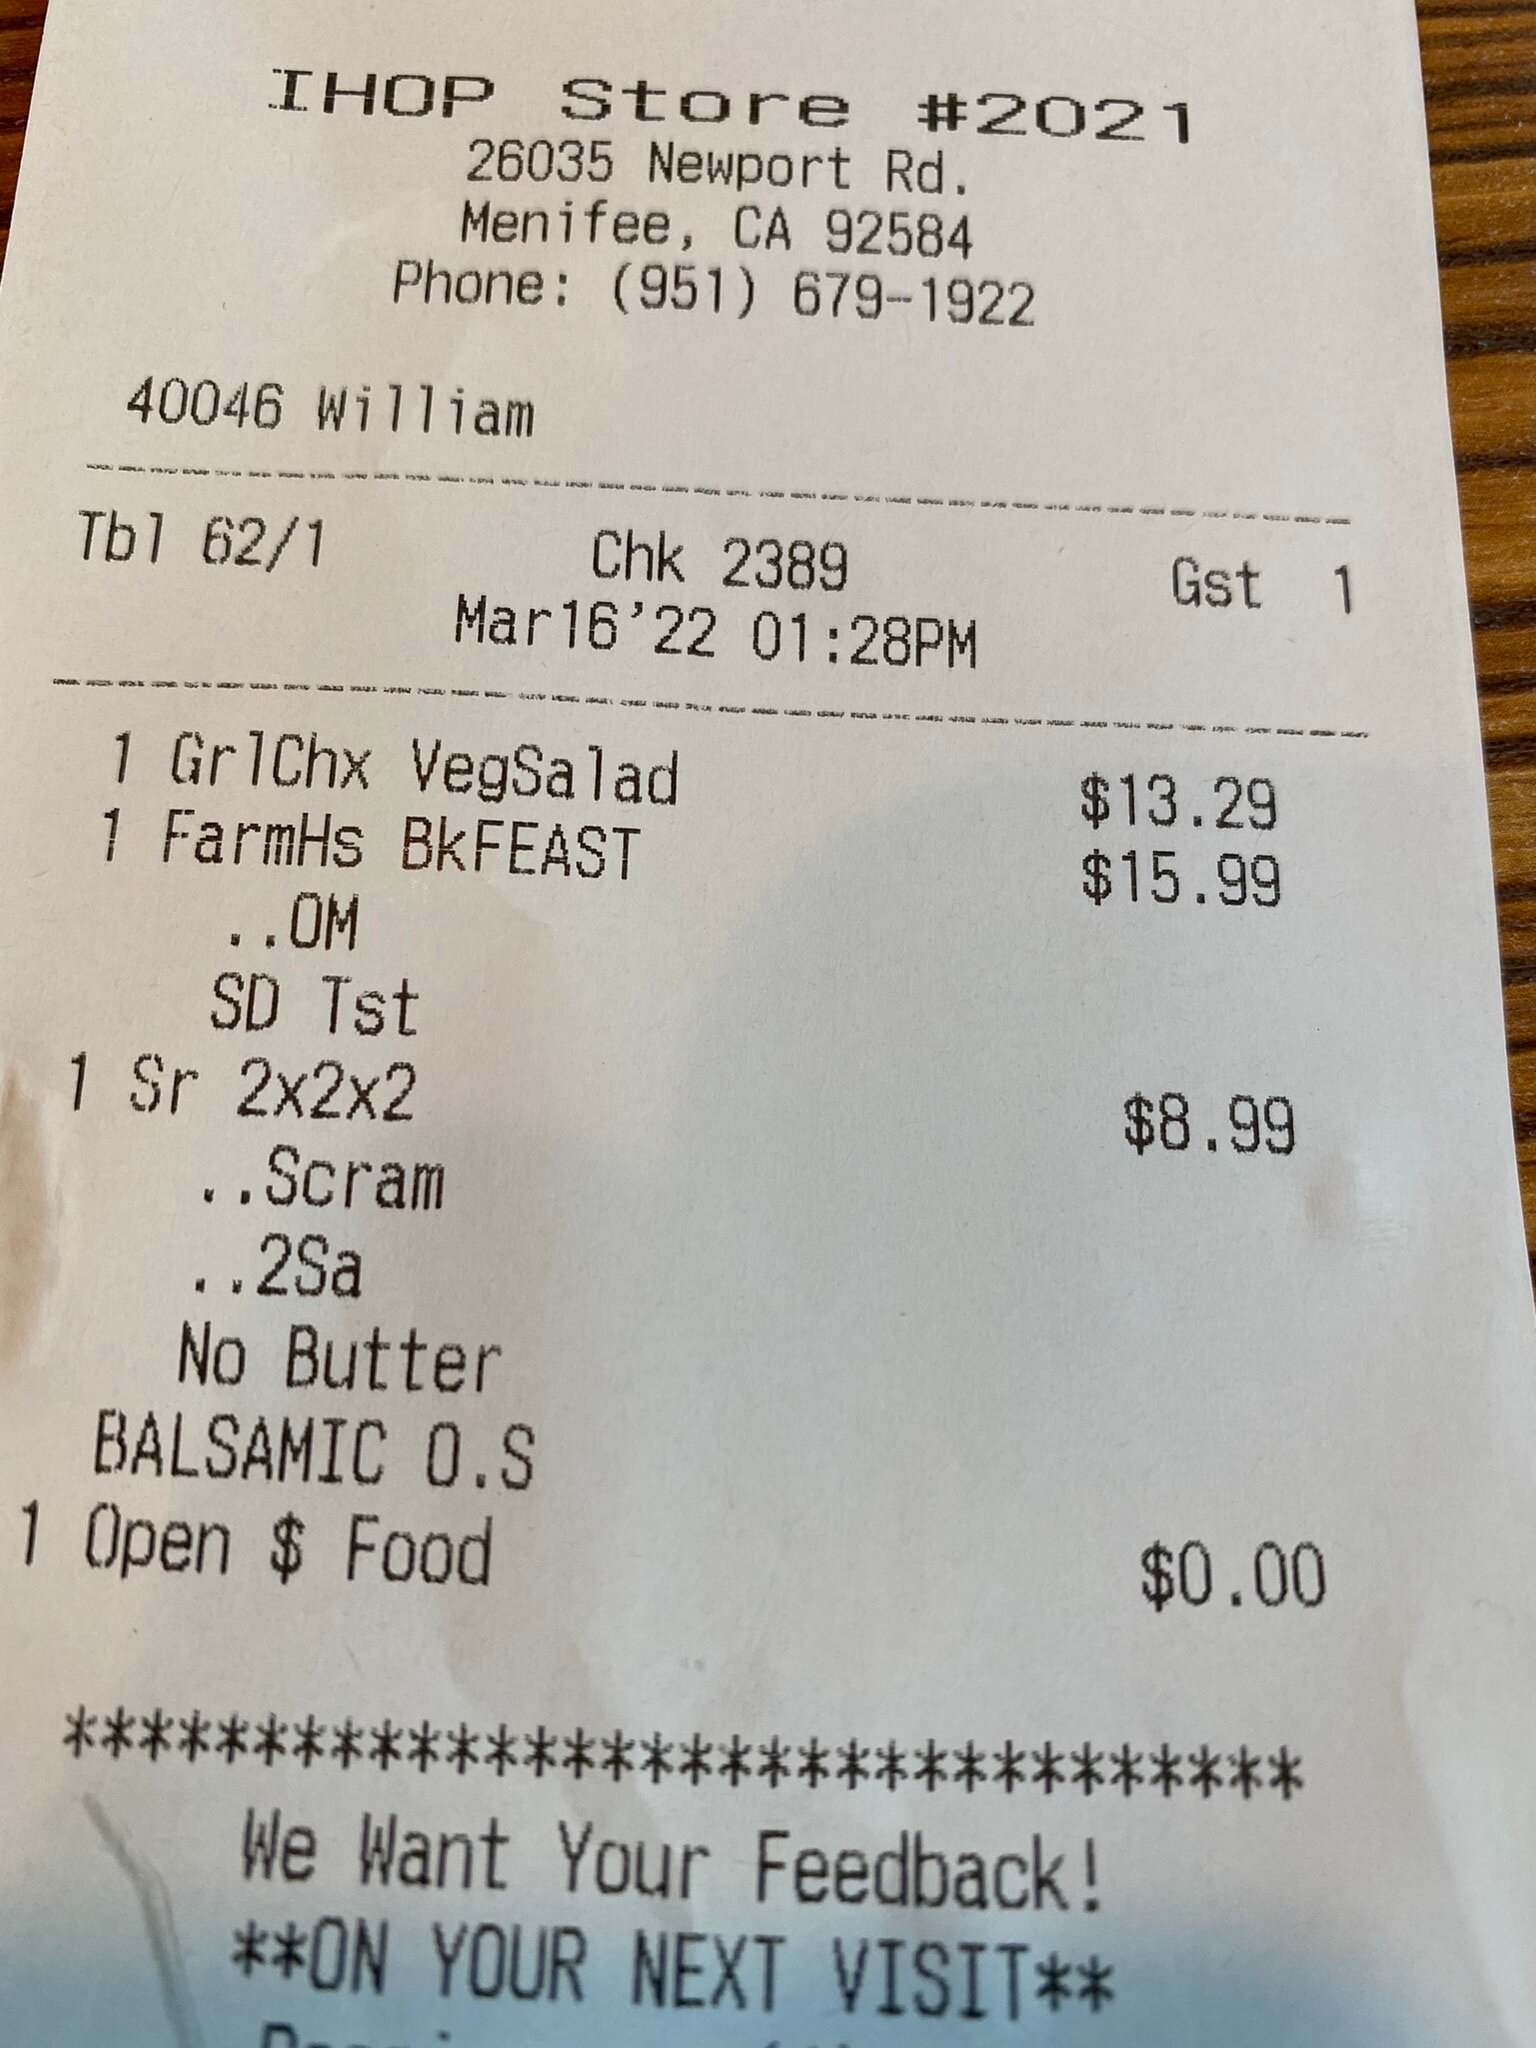 IHOP Store #2021
26035 Newport Rd.
Menifee, CA 92584
Phone: (951) 679-1922
40046 William
Tbl 62/1 Chk 2389 Gst 1
Mar16'22 01:28PM
1 GrlChx VegSalad $13.29
1 FarmHs BkFEAST $15.99
..OM
SD Tst
1 Sr 2x2x2 $8.99
..Scram
..2Sa
No Butter
BALSAMIC O.S
1 Open $ Food $0.00
*********************************
We Want Your Feedback!
**ON YOUR NEXT VISIT**